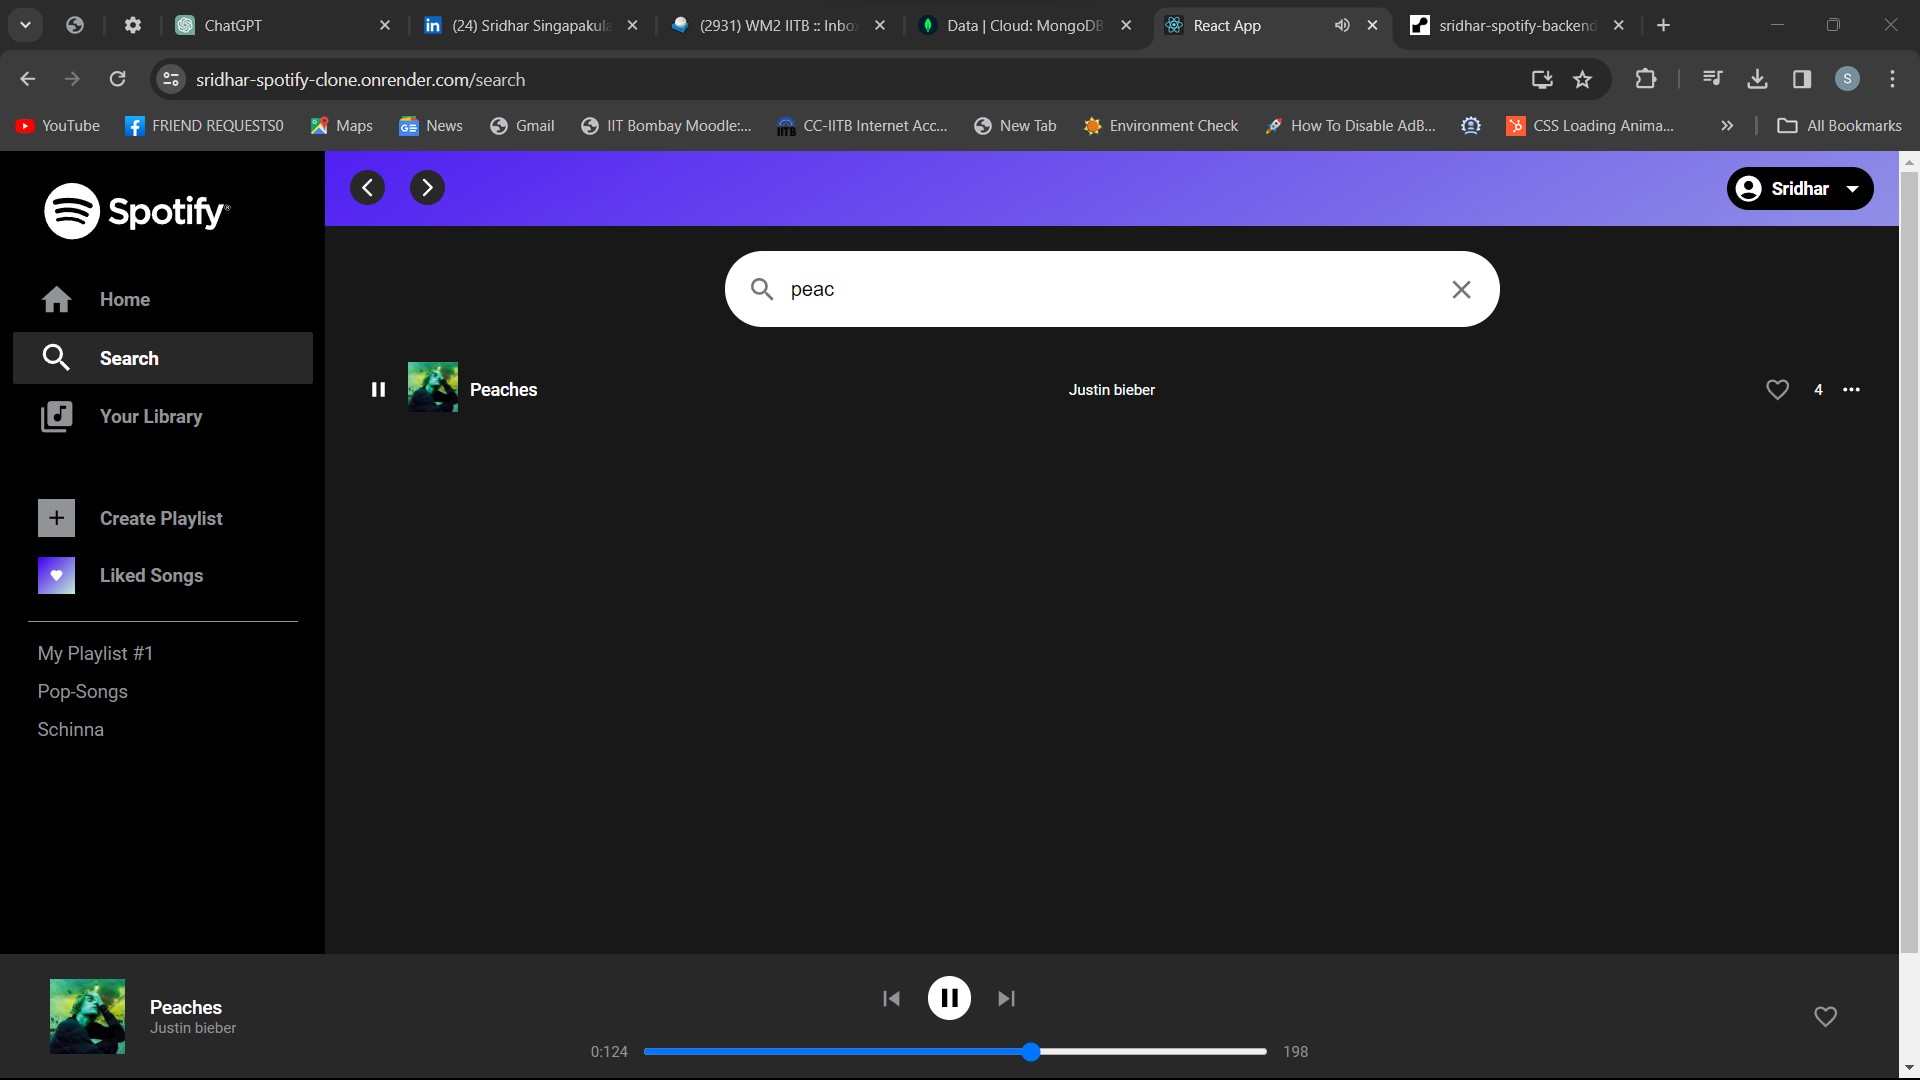 ChatGPT
(24) Sridhar Singapakula
(2931) WM2 IITB :: Inbo
Data | Cloud: MongoDB
React App
sridhar-spotify-backend
sridhar-spotify-clone.onrender.com/search
S
YouTube
FRIEND REQUESTS0
Maps
News
Gmail
IIT Bombay Moodle:...
CC-IITB Internet Acc...
New Tab
Environment Check
How To Disable AdB...
CSS Loading Anima...
All Bookmarks
Spotify
Sridhar
peac
Home
Search
Your Library
Create Playlist
Liked Songs
My Playlist #1
Pop-Songs
Schinna
Peaches
Justin bieber
4
Peaches
Justin bieber
0:124
198